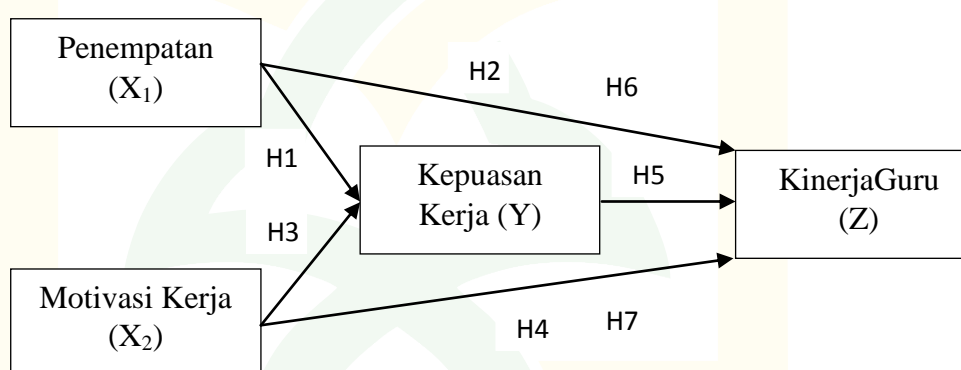 Penempatan
(X₁)
H2
H6
H1
Kepuasan
Kerja (Y)
H5
KinerjaGuru
(Z)
H3
Motivasi Kerja
(X₂)
H4
H7